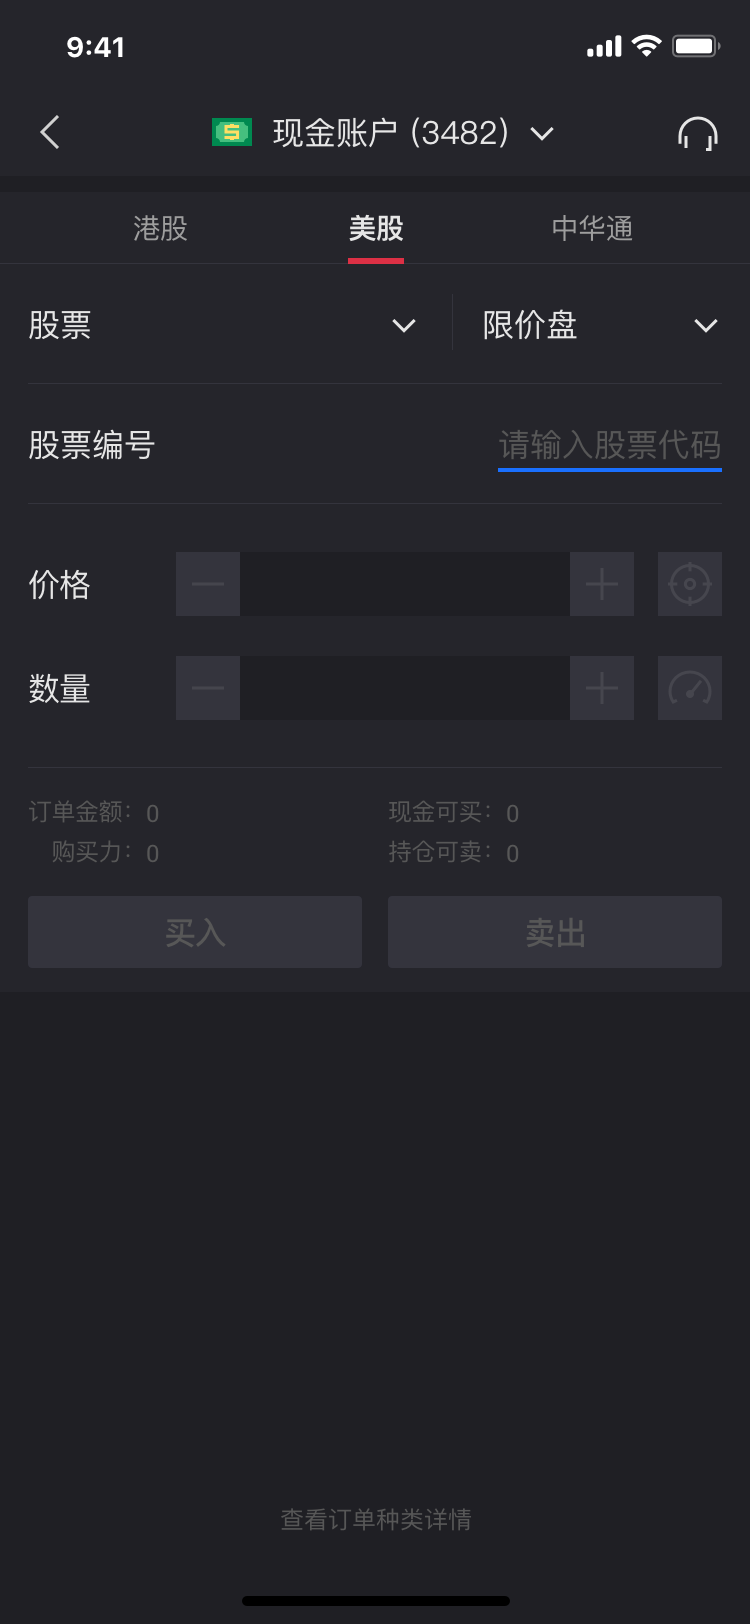 9:41
现金账户 (3482)
港股 美股 中华通
股票 限价盘
股票编号 请输入股票代码
价格
数量
订单金额：0 现金可买：0
购买力：0 持仓可卖：0
买入 卖出
查看订单种类详情